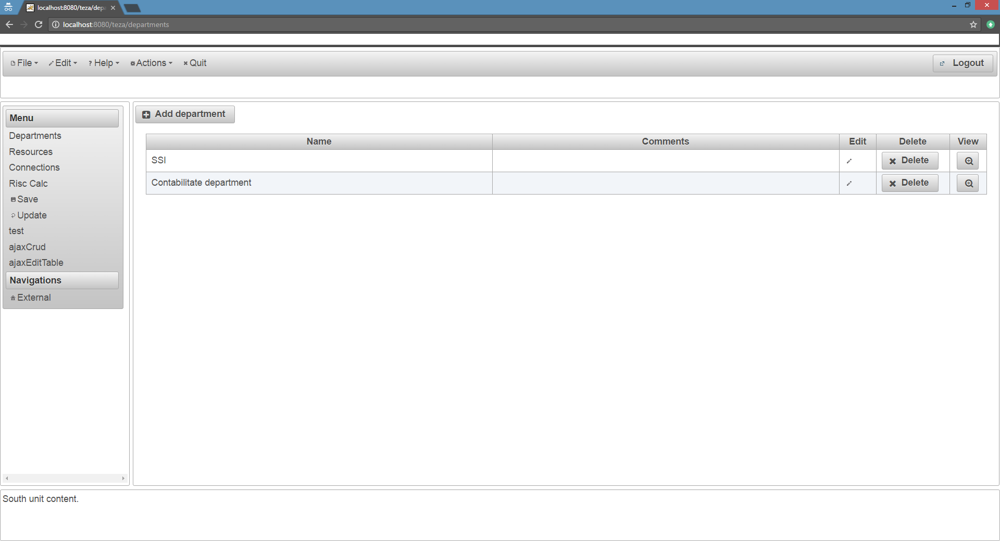 localhost:8080/teza/depa
localhost:8080/teza/departments
File Edit Help Actions Quit Logout
Menu
Departments
Resources
Connections
Risc Calc
Save
Update
test
ajaxCrud
ajaxEditTable
Navigations
External
Add department
Name Comments Edit Delete View
SSI Delete
Contabilitate department Delete
South unit content.